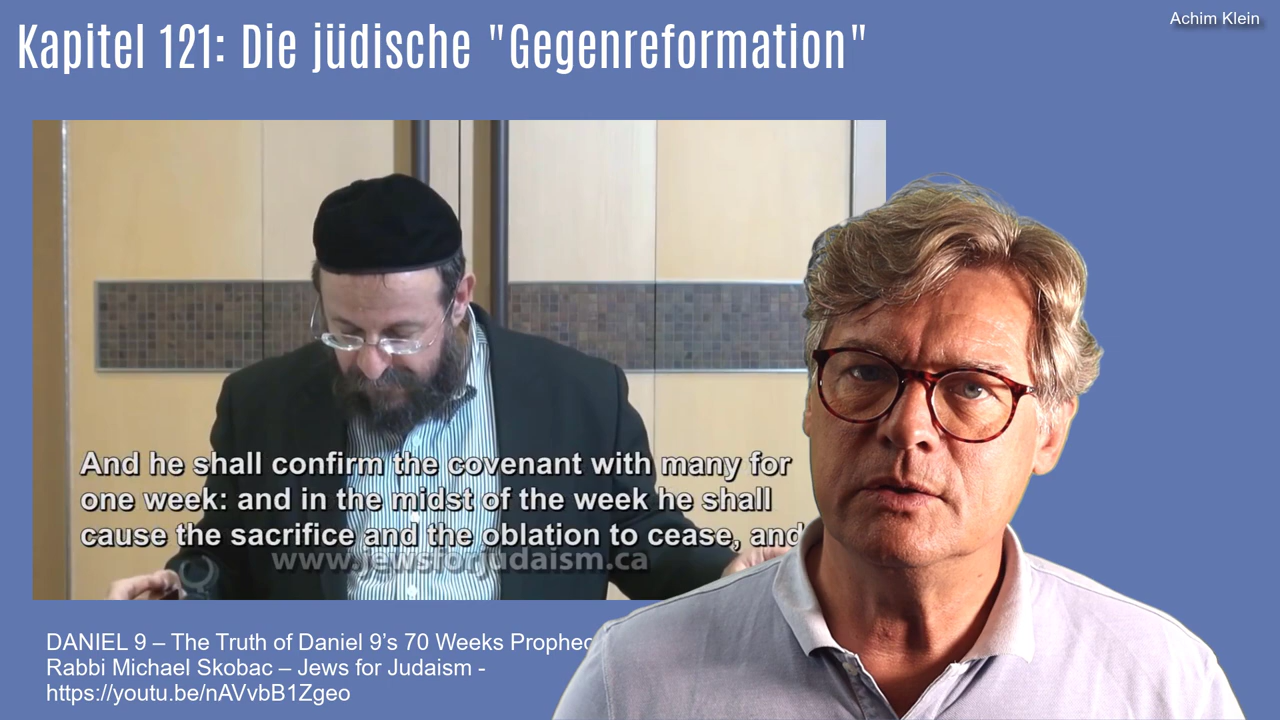 Achim Klein
Kapitel 121: Die jüdische "Gegenreformation"
And he shall confirm the covenant with many for
one week: and in the midst of the week he shall
cause the sacrifice and the oblation to cease, and
www.jewsforjudaism.ca
DANIEL 9 – The Truth of Daniel 9’s 70 Weeks
Rabbi Michael Skobac – Jews for Judaism -
https://youtu.be/nAVvbB1Zgeo